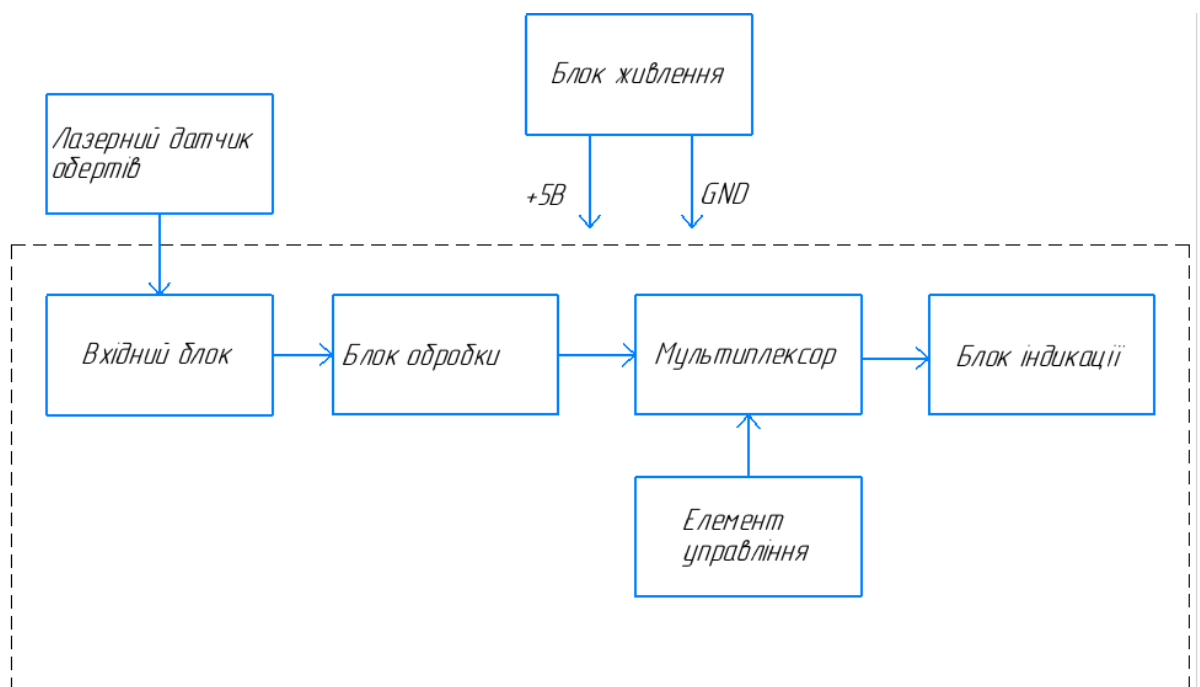 Блок живлення
Лазерний датчик
обертів
+5В
GND
Вхідний блок
Блок обробки
Мультиплексор
Блок індикації
Елемент
управління